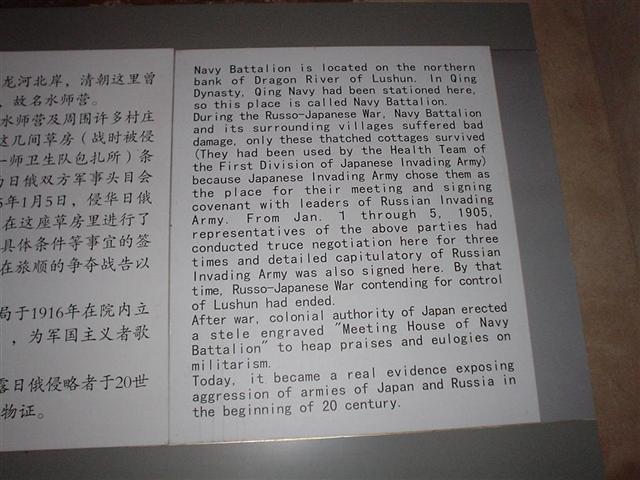 龙河北岸，清朝这里曾
，故名水师营。
水师营及周围许多村庄
这几间草房（战时被侵
一师卫生队包扎所）条
为日俄双方军事头目会
5年1月5日，侵华日俄
在这座草房里进行了
具体条件等事宜的签
在旅顺的争夺战告以
局于1916年在院内立
，为军国主义者歌
露日俄侵略者于20世
物证。
Navy Battalion is located on the northern
bank of Dragon River of Lushun. In Qing
Dynasty, Qing Navy had been stationed here,
so this place is called Navy Battalion.
During the Russo-Japanese War, Navy Battalion
and its surrounding villages suffered bad
damage, only these thatched cottages survived
(They had been used by the Health Team of
the First Division of Japanese Invading Army)
because Japanese Invading Army chose them as
the place for their meeting and signing
covenant with leaders of Russian Invading
Army. From Jan. 1 through 5, 1905,
representatives of the above parties had
conducted truce negotiation here for three
times and detailed capitulatory of Russian
Invading Army was also signed here. By that
time, Russo-Japanese War contending for control
of Lushun had ended.
After war, colonial authority of Japan erected
a stele engraved "Meeting House of Navy
Battalion" to heap praises and eulogies on
militarism.
Today, it became a real evidence exposing
aggression of armies of Japan and Russia in
the beginning of 20 century.